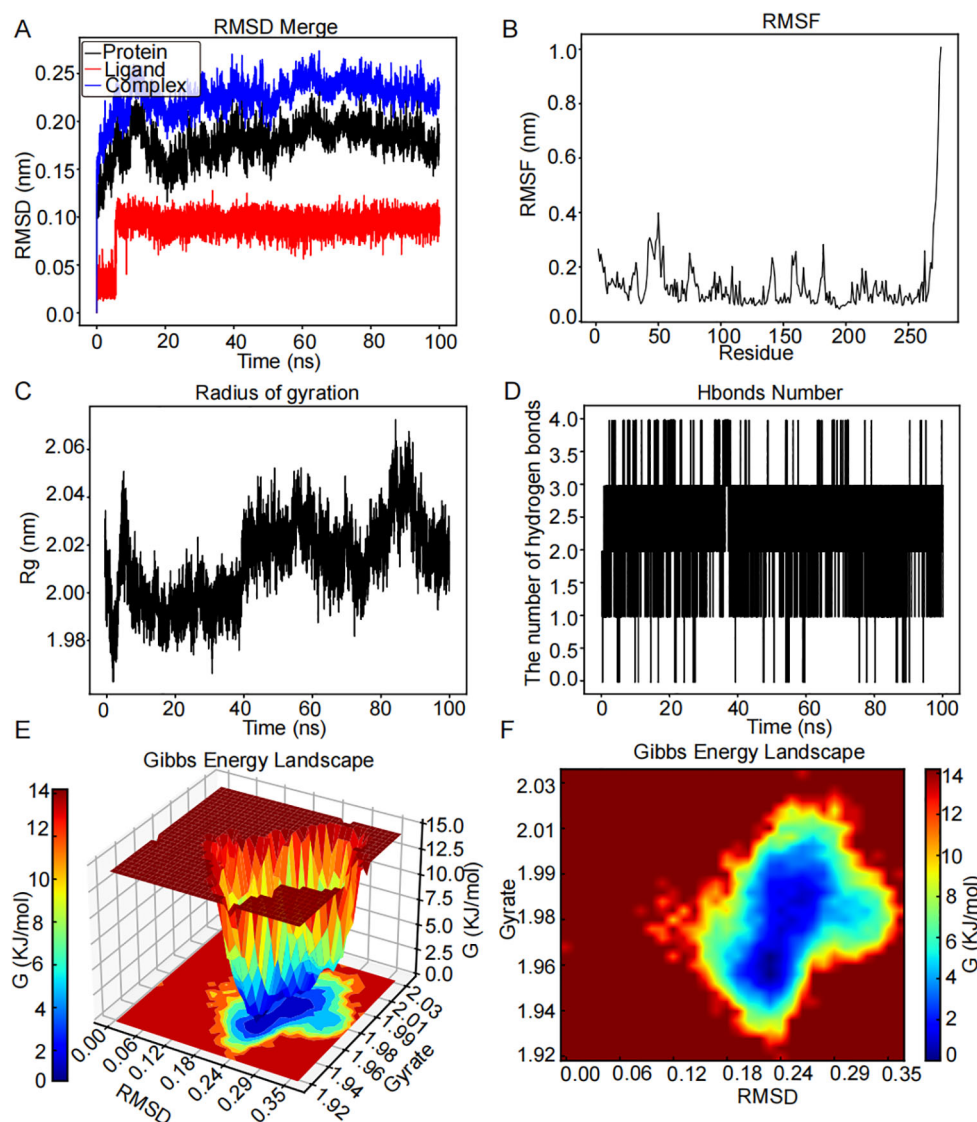 A
RMSD Merge
Protein
Ligand
Complex
RMSD (nm)
0.25
0.20
0.15
0.10
0.05
0.0
0 20 40 60 80 100
Time (ns)
B
RMSF
RMSF (nm)
1.0
0.8
0.6
0.4
0.2
0.0
0 50 100 150 200 250
Residue
C
Radius of gyration
Rg (nm)
2.06
2.04
2.02
2.00
1.98
0 20 40 60 80 100
Time (ns)
D
Hbonds Number
The number of hydrogen bonds
4.0
3.5
3.0
2.5
2.0
1.5
1.0
0.5
0.0
0 20 40 60 80 100
Time (ns)
E
Gibbs Energy Landscape
G (KJ/mol)
14
12
10
8
6
4
2
0
15.0
12.5
10.0
7.5
5.0
2.5
0.0
G (KJ/mol)
0.00 0.06 0.12 0.18 0.24 0.29 0.35
RMSD
2.03
2.01
1.99
1.98
1.96
1.94
1.92
Gyrate
F
Gibbs Energy Landscape
Gyrate
2.03
2.01
1.99
1.98
1.96
1.94
1.92
0.00 0.06 0.12 0.18 0.24 0.29 0.35
RMSD
14
12
10
8
6
4
2
0
G (KJ/mol)